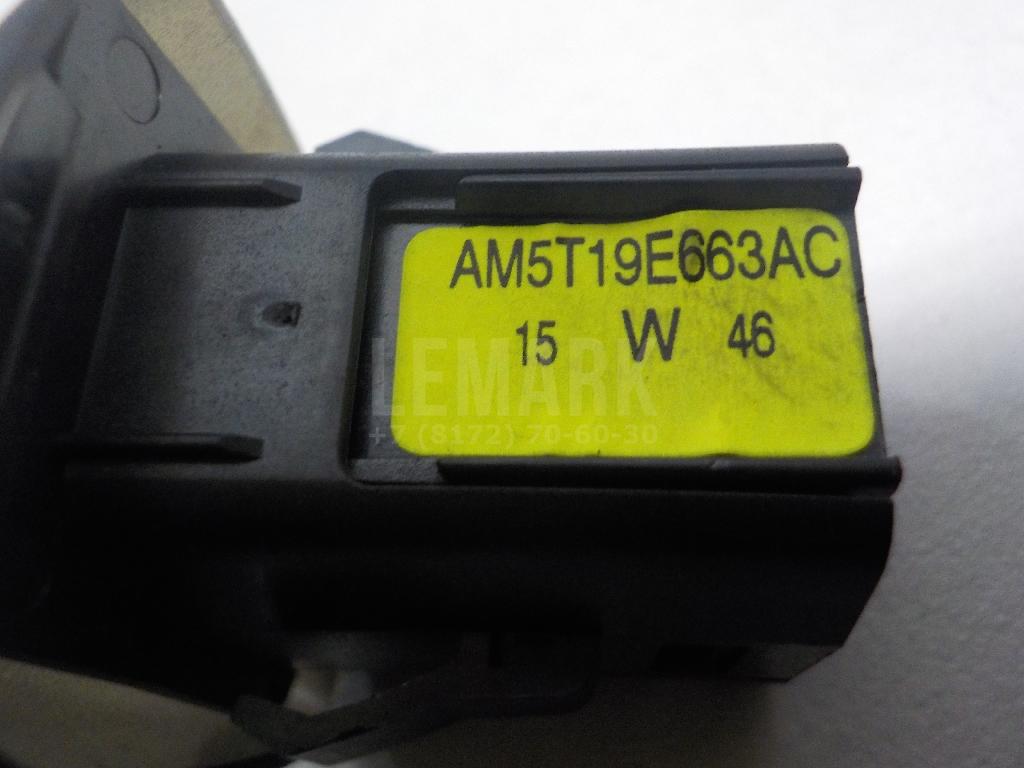 AM5T19E663AC
15 W 46
LEMARK
+7 (8172) 70-60-30